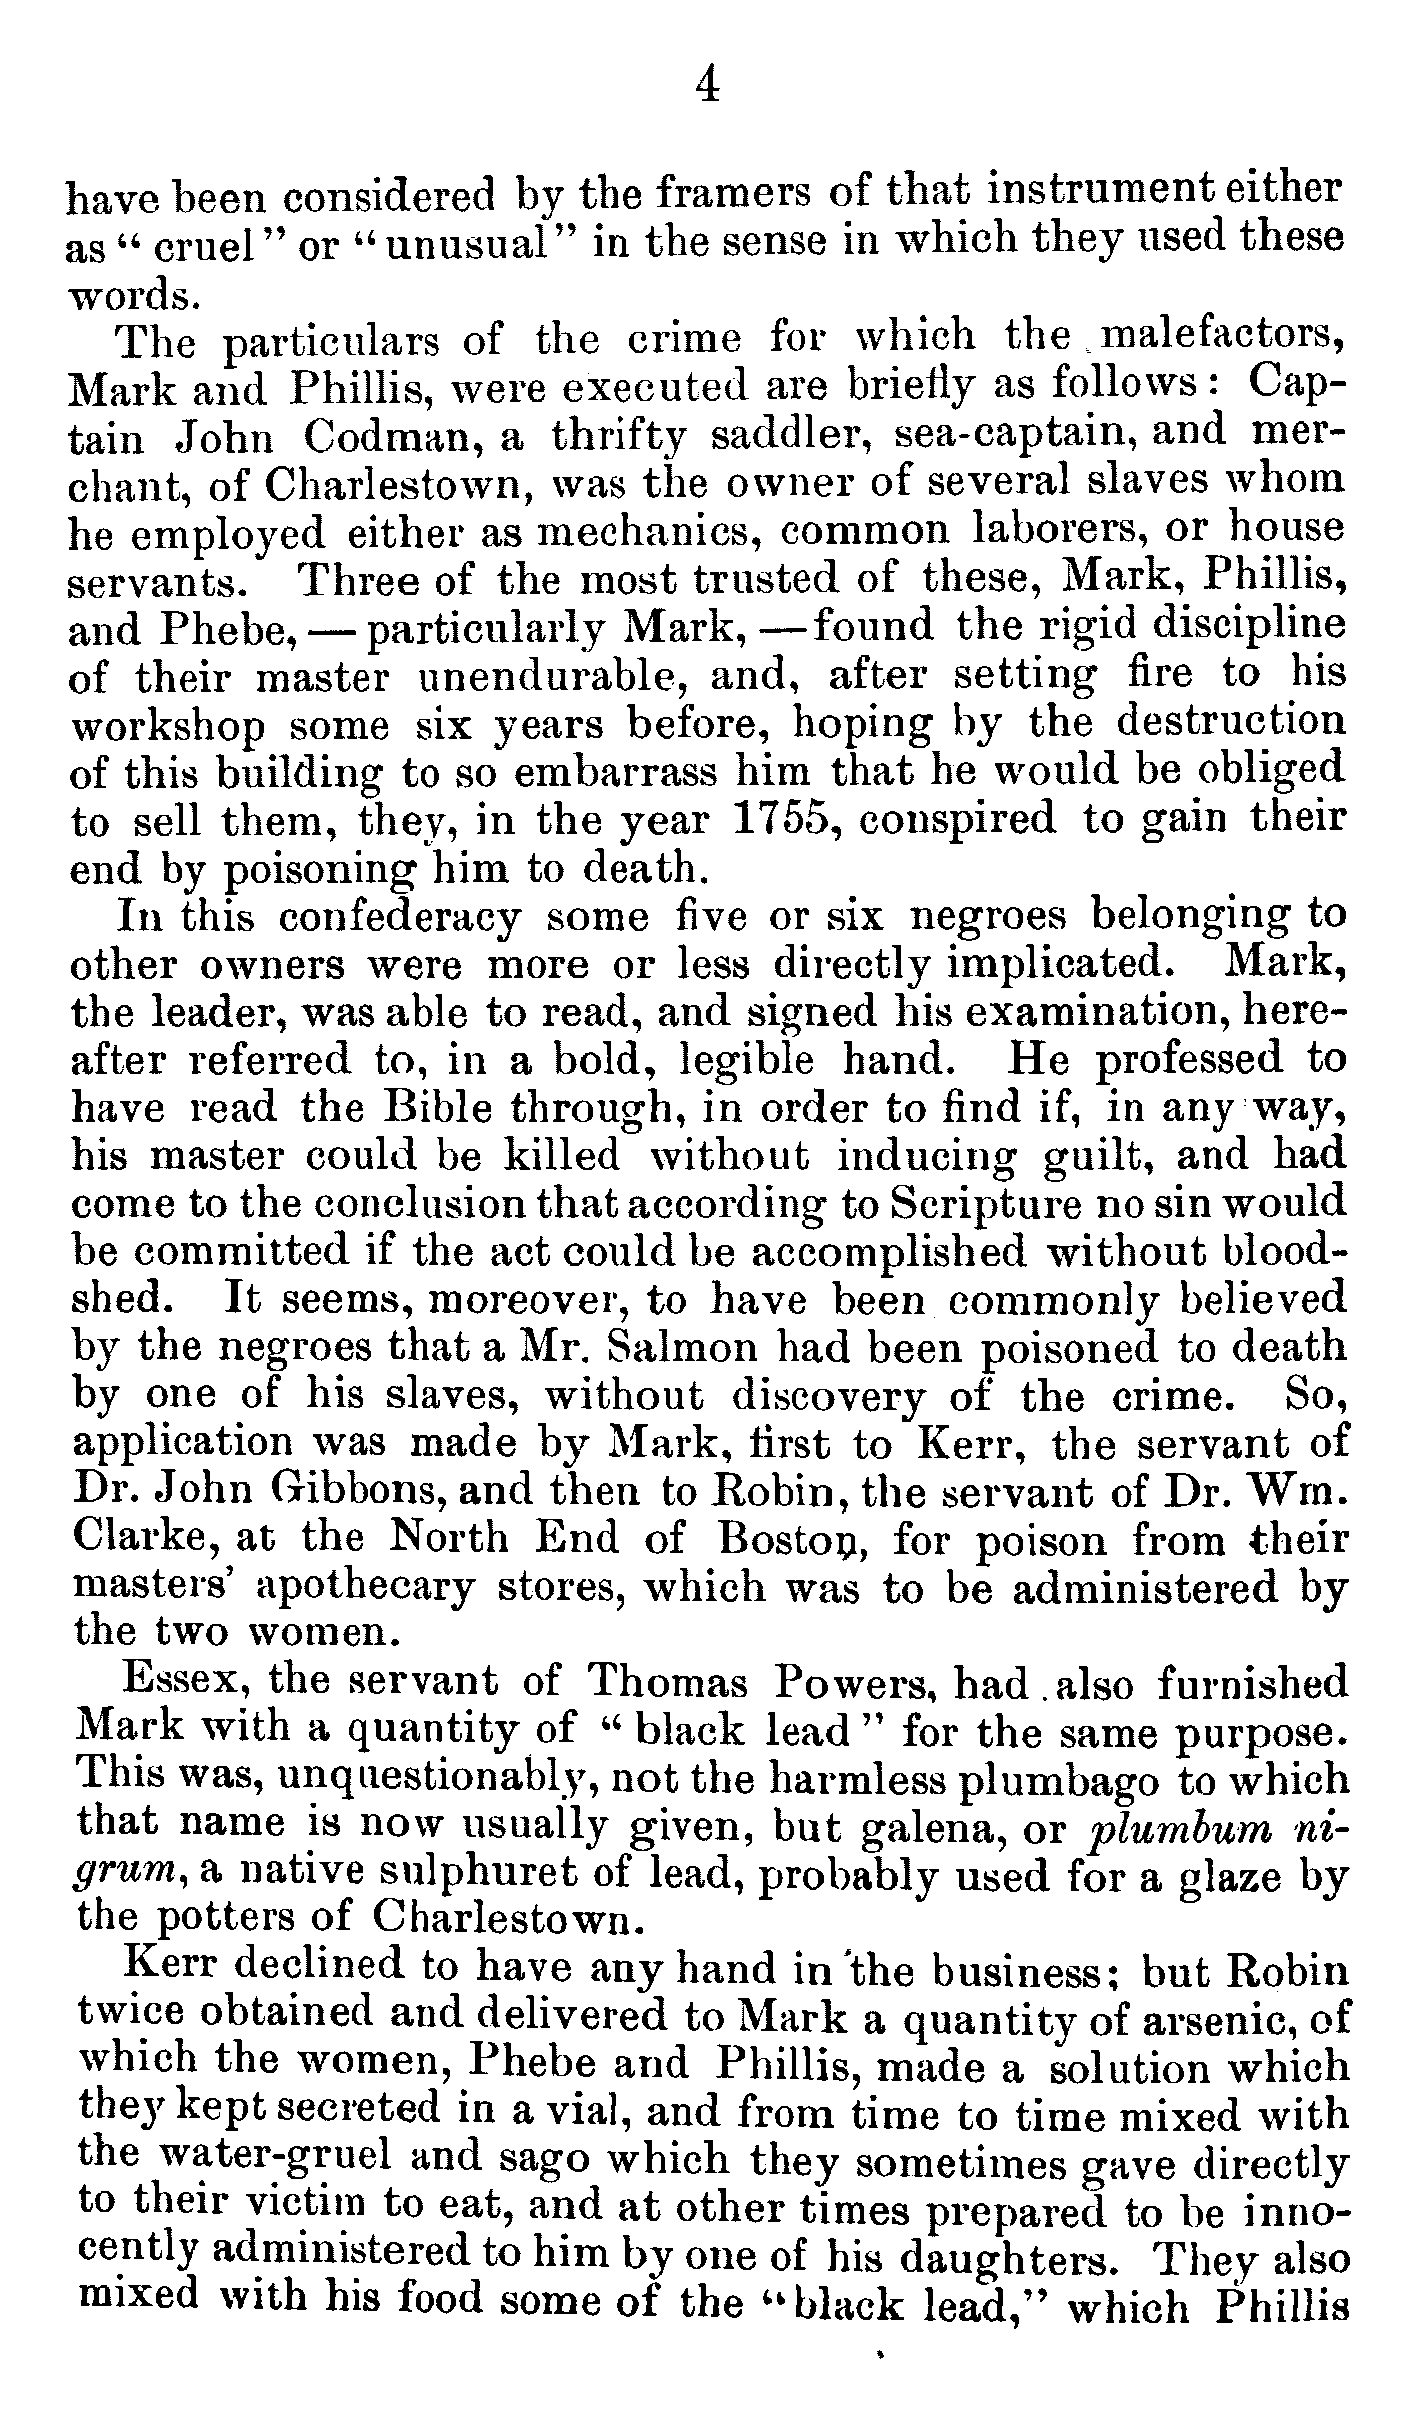 4
have been considered by the framers of that instrument either
as “ cruel ” or “ unusual ” in the sense in which they used these
words.
The particulars of the crime for which the malefactors,
Mark and Phillis, were executed are briefly as follows : Cap-
tain John Codman, a thrifty saddler, sea-captain, and mer-
chant, of Charlestown, was the owner of several slaves whom
he employed either as mechanics, common laborers, or house
servants. Three of the most trusted of these, Mark, Phillis,
and Phebe, — particularly Mark, — found the rigid discipline
of their master unendurable, and, after setting fire to his
workshop some six years before, hoping by the destruction
of this building to so embarrass him that he would be obliged
to sell them, they, in the year 1755, conspired to gain their
end by poisoning him to death.
In this confederacy some five or six negroes belonging to
other owners were more or less directly implicated. Mark,
the leader, was able to read, and signed his examination, here-
after referred to, in a bold, legible hand. He professed to
have read the Bible through, in order to find if, in any way,
his master could be killed without inducing guilt, and had
come to the conclusion that according to Scripture no sin would
be committed if the act could be accomplished without blood-
shed. It seems, moreover, to have been commonly believed
by the negroes that a Mr. Salmon had been poisoned to death
by one of his slaves, without discovery of the crime. So,
application was made by Mark, first to Kerr, the servant of
Dr. John Gibbons, and then to Robin, the servant of Dr. Wm.
Clarke, at the North End of Boston, for poison from their
masters’ apothecary stores, which was to be administered by
the two women.
Essex, the servant of Thomas Powers, had also furnished
Mark with a quantity of “ black lead ” for the same purpose.
This was, unquestionably, not the harmless plumbago to which
that name is now usually given, but galena, or plumbum ni-
grum, a native sulphuret of lead, probably used for a glaze by
the potters of Charlestown.
Kerr declined to have any hand in the business; but Robin
twice obtained and delivered to Mark a quantity of arsenic, of
which the women, Phebe and Phillis, made a solution which
they kept secreted in a vial, and from time to time mixed with
the water-gruel and sago which they sometimes gave directly
to their victim to eat, and at other times prepared to be inno-
cently administered to him by one of his daughters. They also
mixed with his food some of the “ black lead,” which Phillis